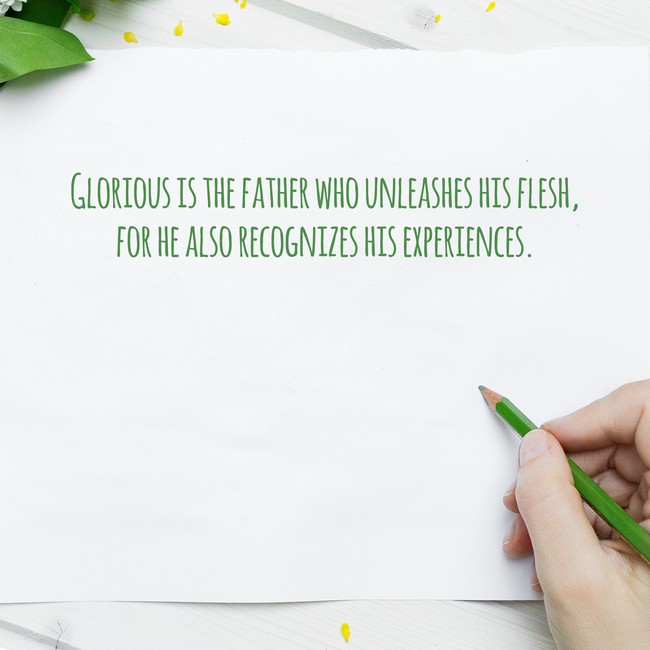 Glorious is the father who unleashes his flesh,
for he also recognizes his experiences.